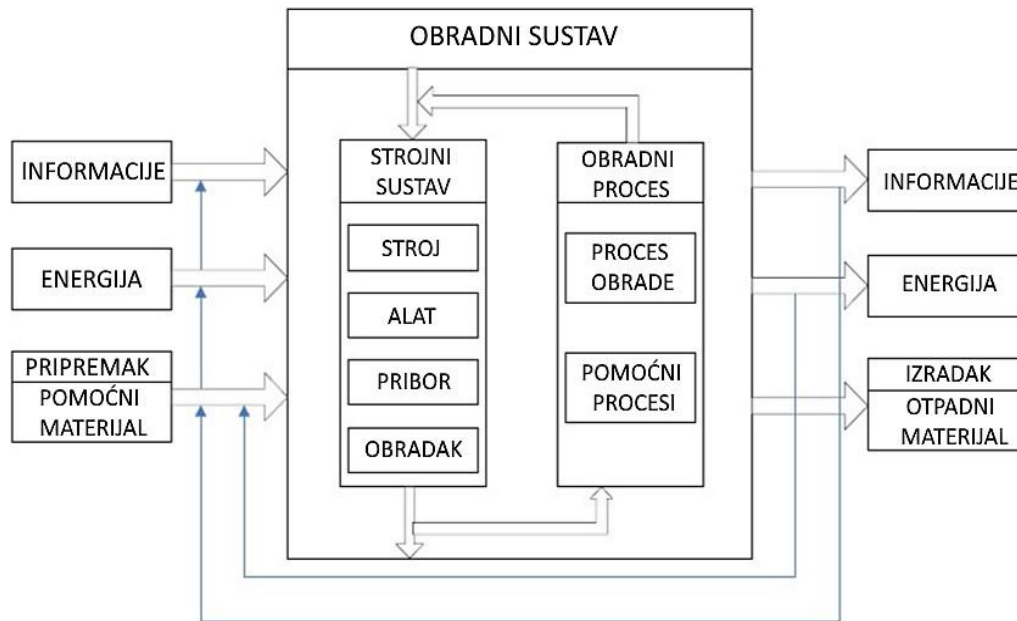 OBRADNI SUSTAV
INFORMACIJE
ENERGIJA
PRIPREMAK
POMOĆNI
MATERIJAL
STROJNI
SUSTAV
STROJ
ALAT
PRIBOR
OBRADAK
OBRADNI
PROCES
PROCES
OBRADE
POMOĆNI
PROCESI
INFORMACIJE
ENERGIJA
IZRADAK
OTPADNI
MATERIJAL